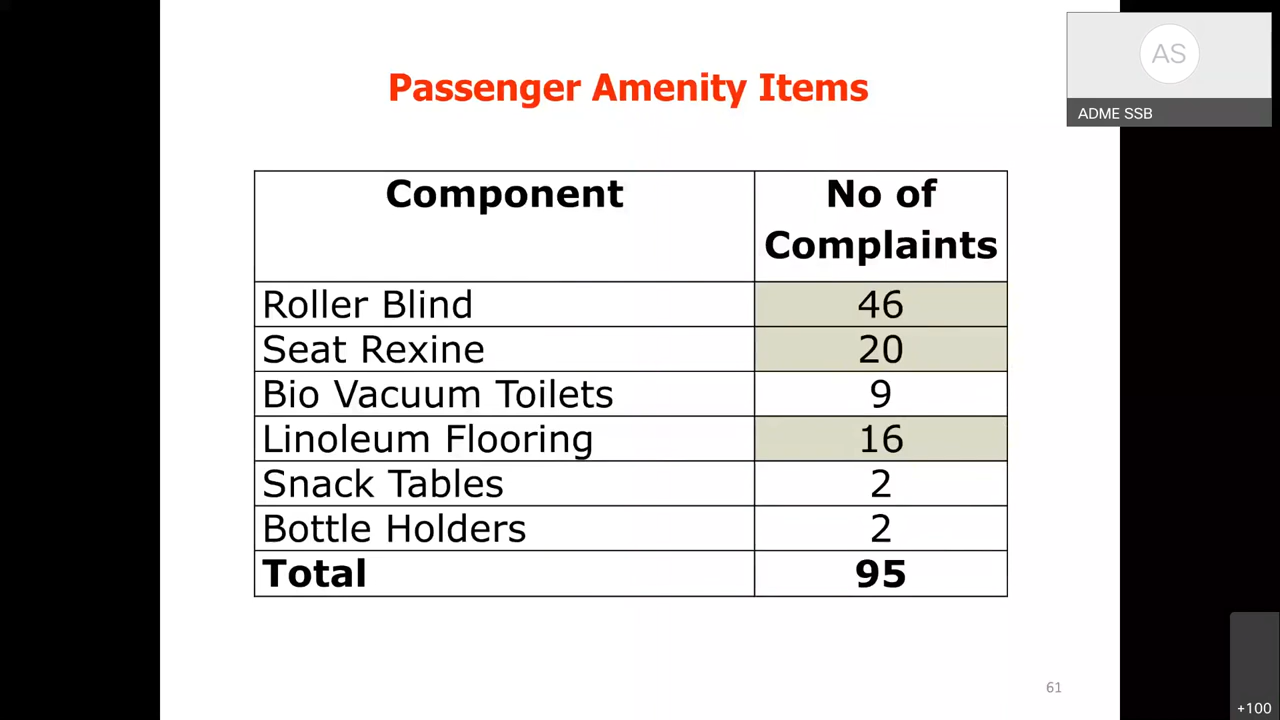 Passenger Amenity Items
AS
ADME SSB
Component
No of
Complaints
Roller Blind 46
Seat Rexine 20
Bio Vacuum Toilets 9
Linoleum Flooring 16
Snack Tables 2
Bottle Holders 2
Total 95
61
+100